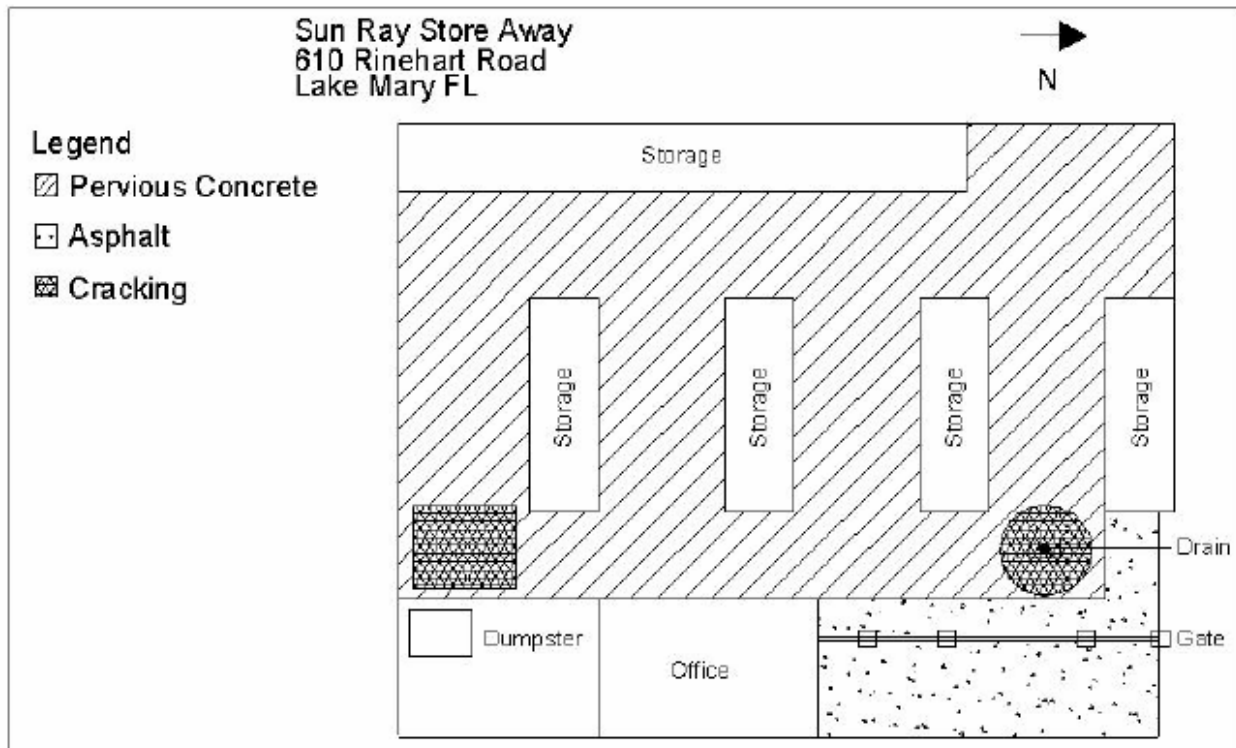 Sun Ray Store Away
610 Rinehart Road
Lake Mary FL
N
Legend
Pervious Concrete
Asphalt
Cracking
Storage
Storage
Storage
Storage
Storage
Drain
Gate
Dumpster
Office